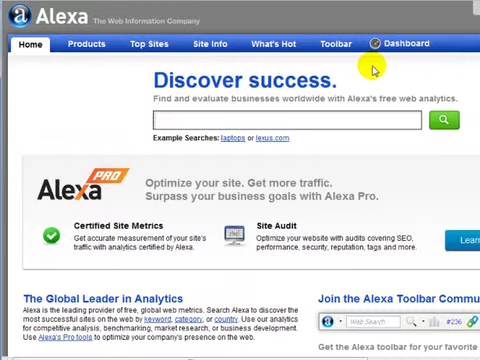 Alexa The Web Information Company
Home Products Top Sites Site Info What's Hot Toolbar Dashboard
Discover success.
Find and evaluate businesses worldwide with Alexa's free web analytics.
Example Searches: laptops or lexus.com
Alexa PRO
Optimize your site. Get more traffic.
Surpass your business goals with Alexa Pro.
Certified Site Metrics
Get accurate measurement of your site's
traffic with analytics certified by Alexa.
Site Audit
Optimize your website with audits covering SEO,
performance, security, reputation, tags and more.
Learn
The Global Leader in Analytics
Alexa is the leading provider of free, global web metrics. Search Alexa to discover the
most successful sites on the web by keyword, category, or country. Use our analytics
for competitive analysis, benchmarking, market research, or business development.
Use Alexa's Pro tools to optimize your company's presence on the web.
Join the Alexa Toolbar Commu
a Web Search #236
Get the Alexa toolbar for your favorite